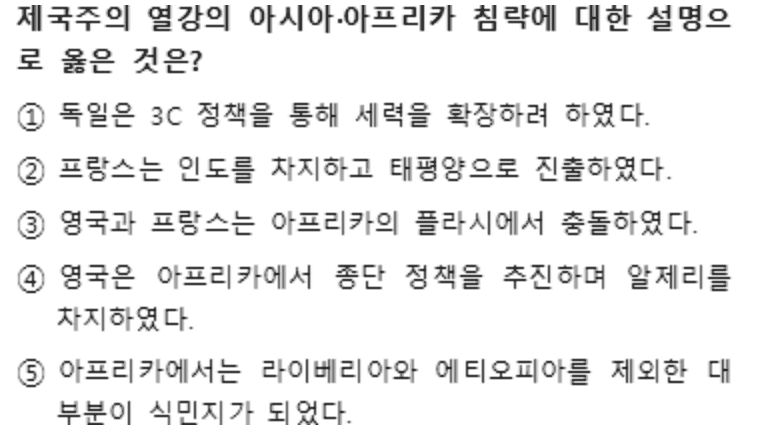 제국주의 열강의 아시아·아프리카 침략에 대한 설명으
로 옳은 것은?
① 독일은 3C 정책을 통해 세력을 확장하려 하였다.
② 프랑스는 인도를 차지하고 태평양으로 진출하였다.
③ 영국과 프랑스는 아프리카의 플라시에서 충돌하였다.
④ 영국은 아프리카에서 종단 정책을 추진하며 알제리를
차지하였다.
⑤ 아프리카에서는 라이베리아와 에티오피아를 제외한 대
부분이 식민지가 되었다.